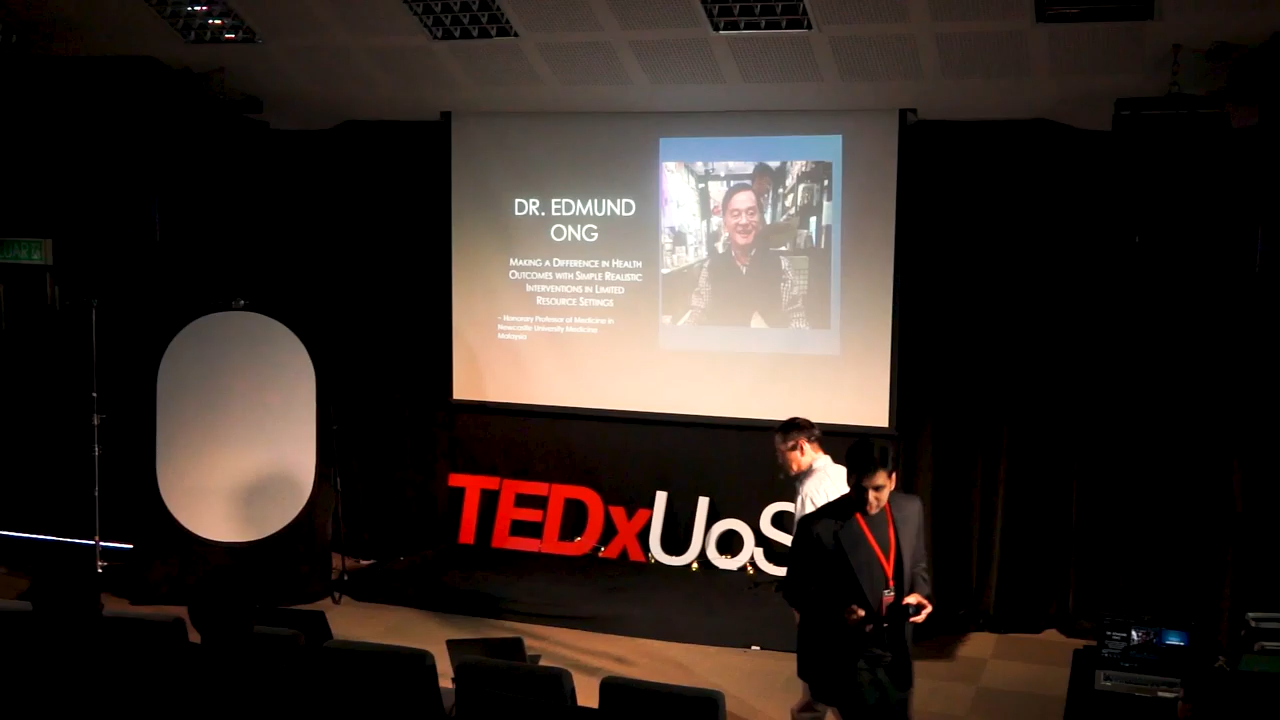 DR. EDMUND
ONG
MAKING A DIFFERENCE IN HEALTH
OUTCOMES WITH SIMPLE REALISTIC
INTERVENTIONS IN LIMITED
RESOURCE SETTINGS
- Honorary Professor of Medicine in
Newcastle University Medicine
Malaysia
TEDxUoS